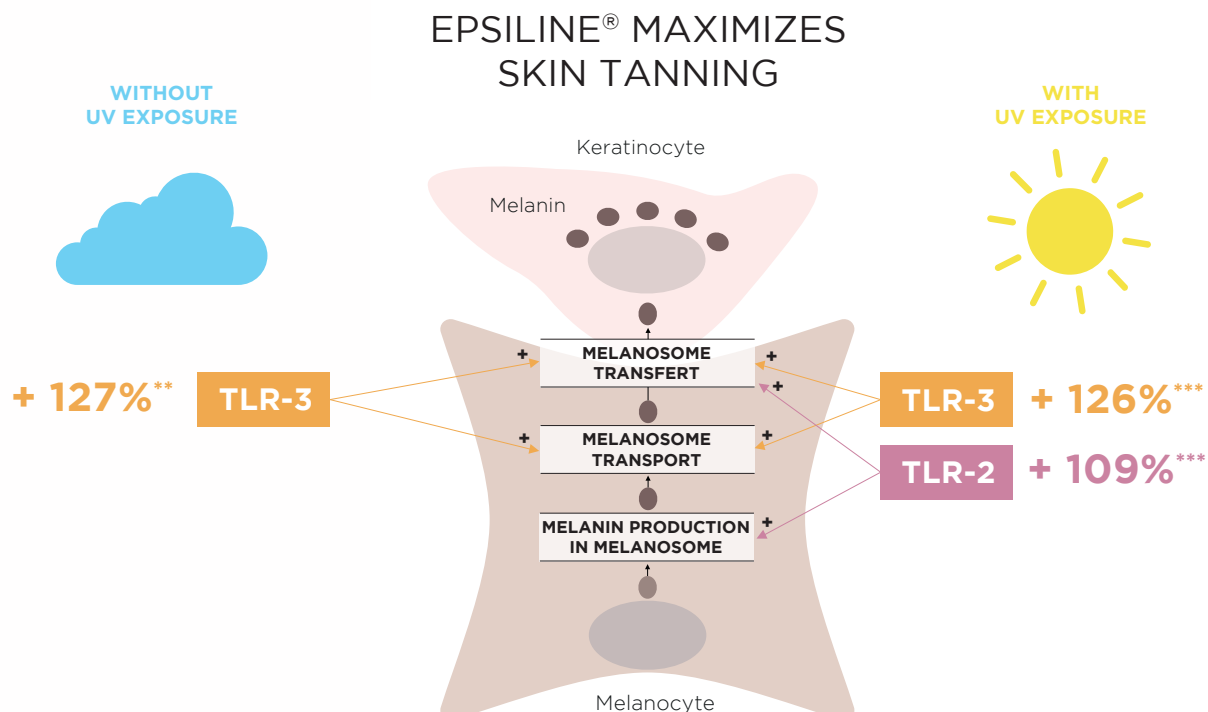 EPSILINE® MAXIMIZES
SKIN TANNING
WITHOUT
UV EXPOSURE
WITH
UV EXPOSURE
Keratinocyte
Melanin
+
MELANOSOME
TRANSFERT
+
+
+ 127%**
TLR-3
TLR-3
+ 126%***
+
MELANOSOME
TRANSPORT
+
TLR-2
+ 109%***
MELANIN PRODUCTION
IN MELANOSOME
+
Melanocyte